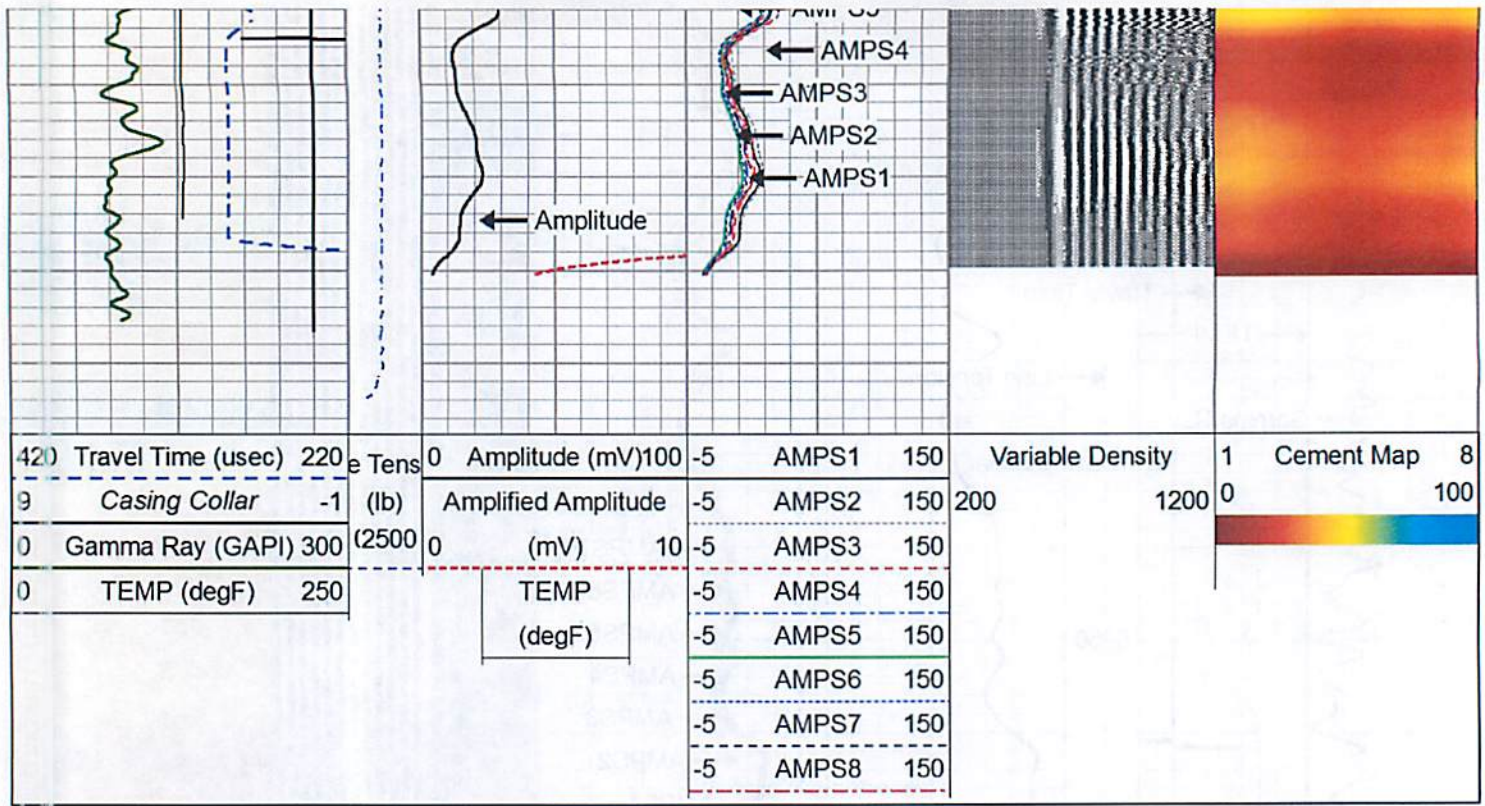 AMPS5
AMPS4
AMPS3
AMPS2
AMPS1
Amplitude
420 Travel Time (usec) 220
9 Casing Collar -1
0 Gamma Ray (GAPI) 300
0 TEMP (degF) 250
e Tens
(lb)
2500
0 Amplitude (mV) 100
Amplified Amplitude
0 (mV) 10
TEMP
(degF)
-5 AMPS1 150
-5 AMPS2 150
-5 AMPS3 150
-5 AMPS4 150
-5 AMPS5 150
-5 AMPS6 150
-5 AMPS7 150
-5 AMPS8 150
Variable Density
200 1200
1 Cement Map 8
0 100